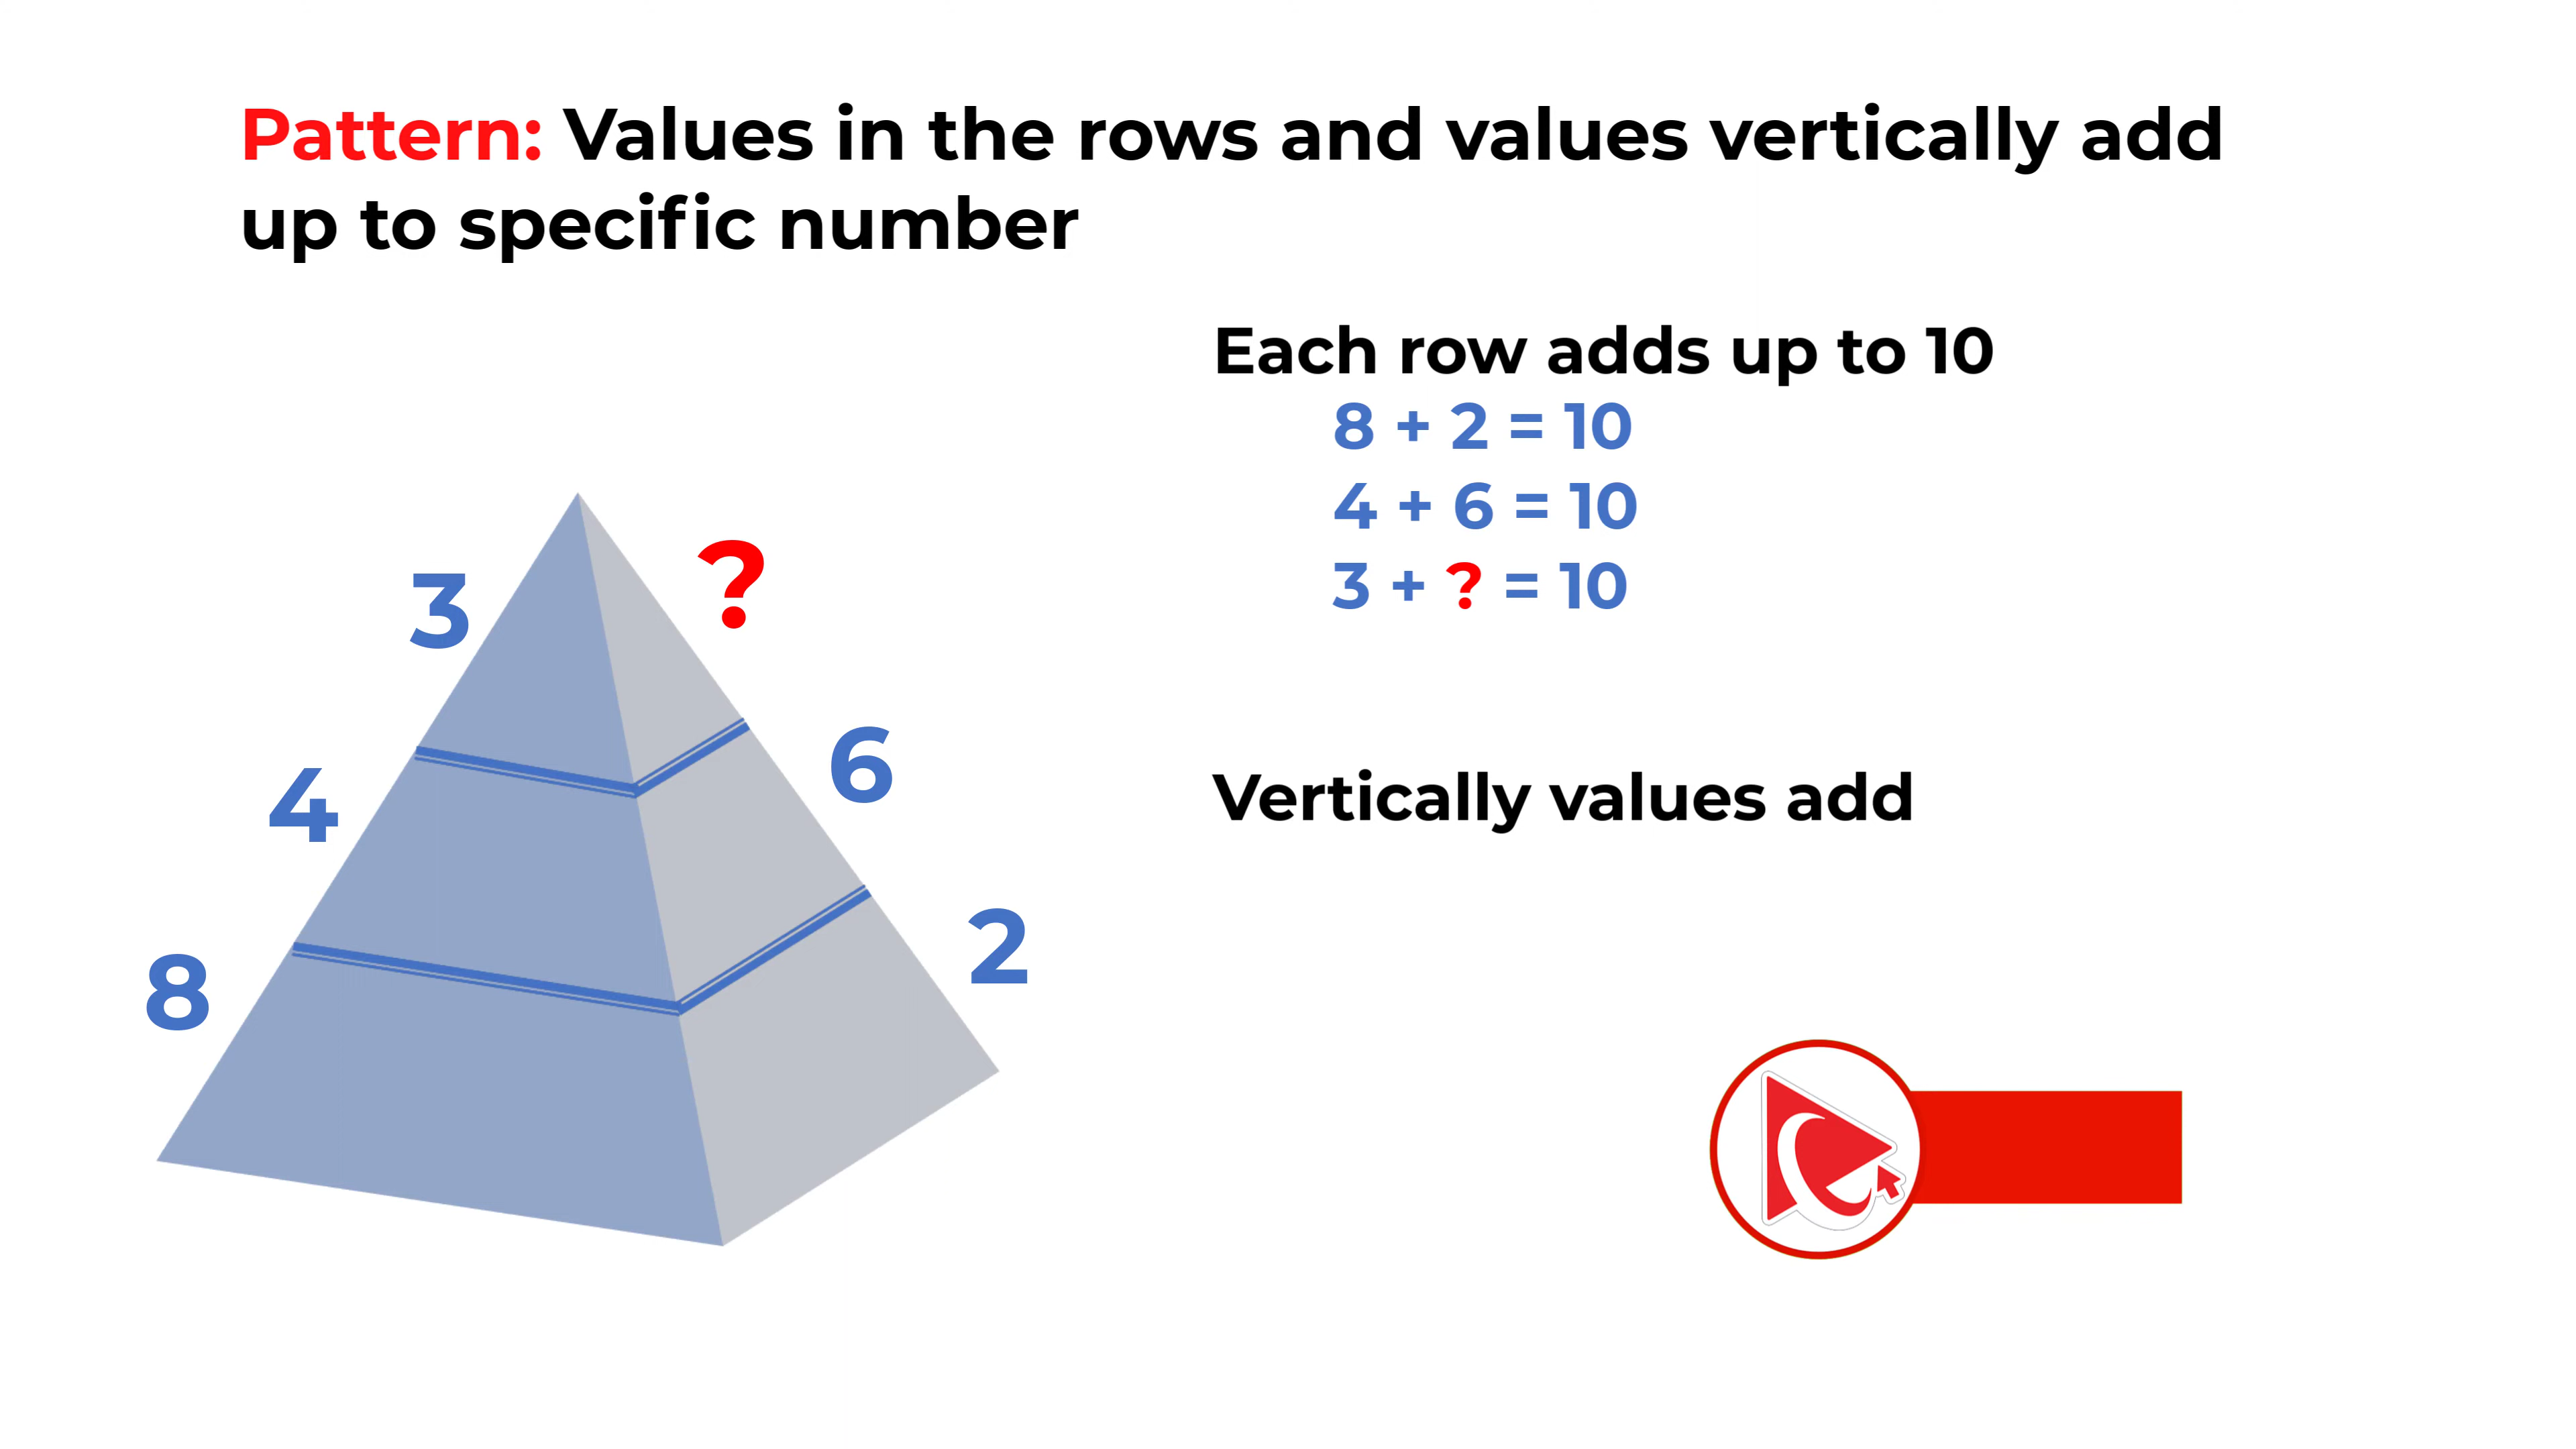 Pattern: Values in the rows and values vertically add
up to specific number
Each row adds up to 10
8 + 2 = 10
4 + 6 = 10
3 + ? = 10
3
?
4
6
8
2
Vertically values add